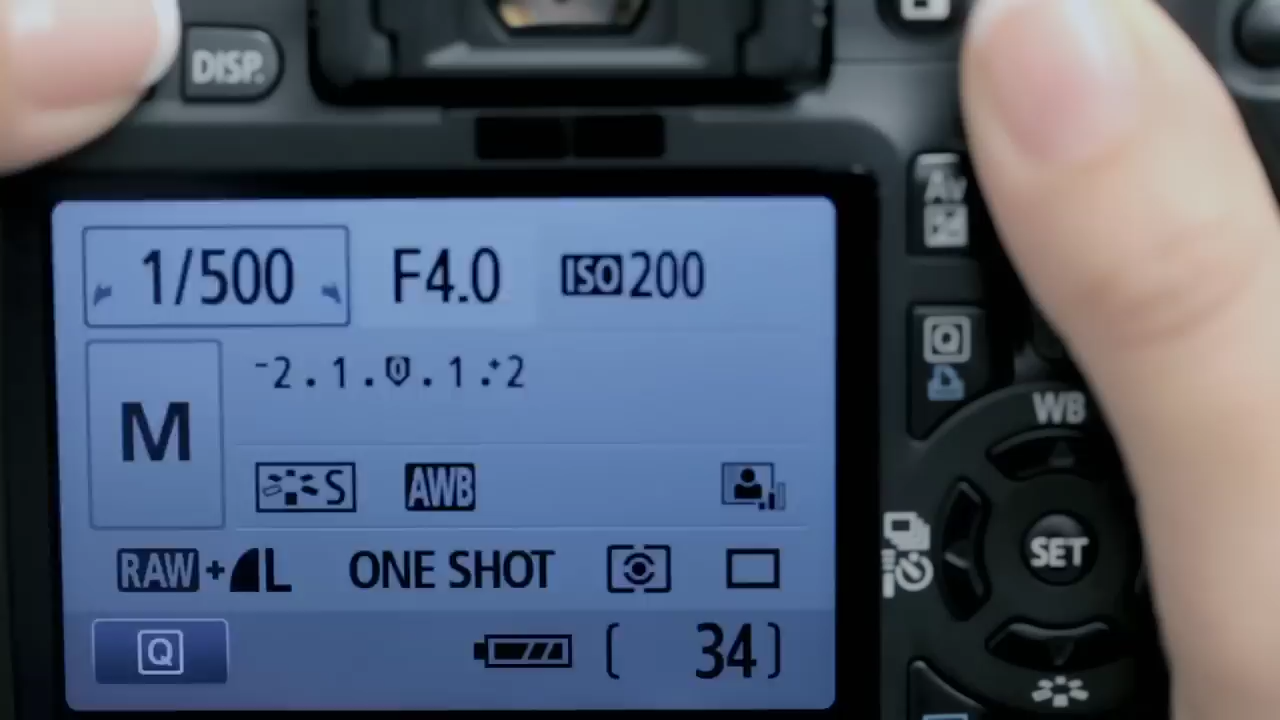 DISP.
Av
1/500 F4.0 ISO 200
Q
-2.1.0.1.+2
WB
M
S AWB
SET
RAW+L ONE SHOT
Q [ 34]